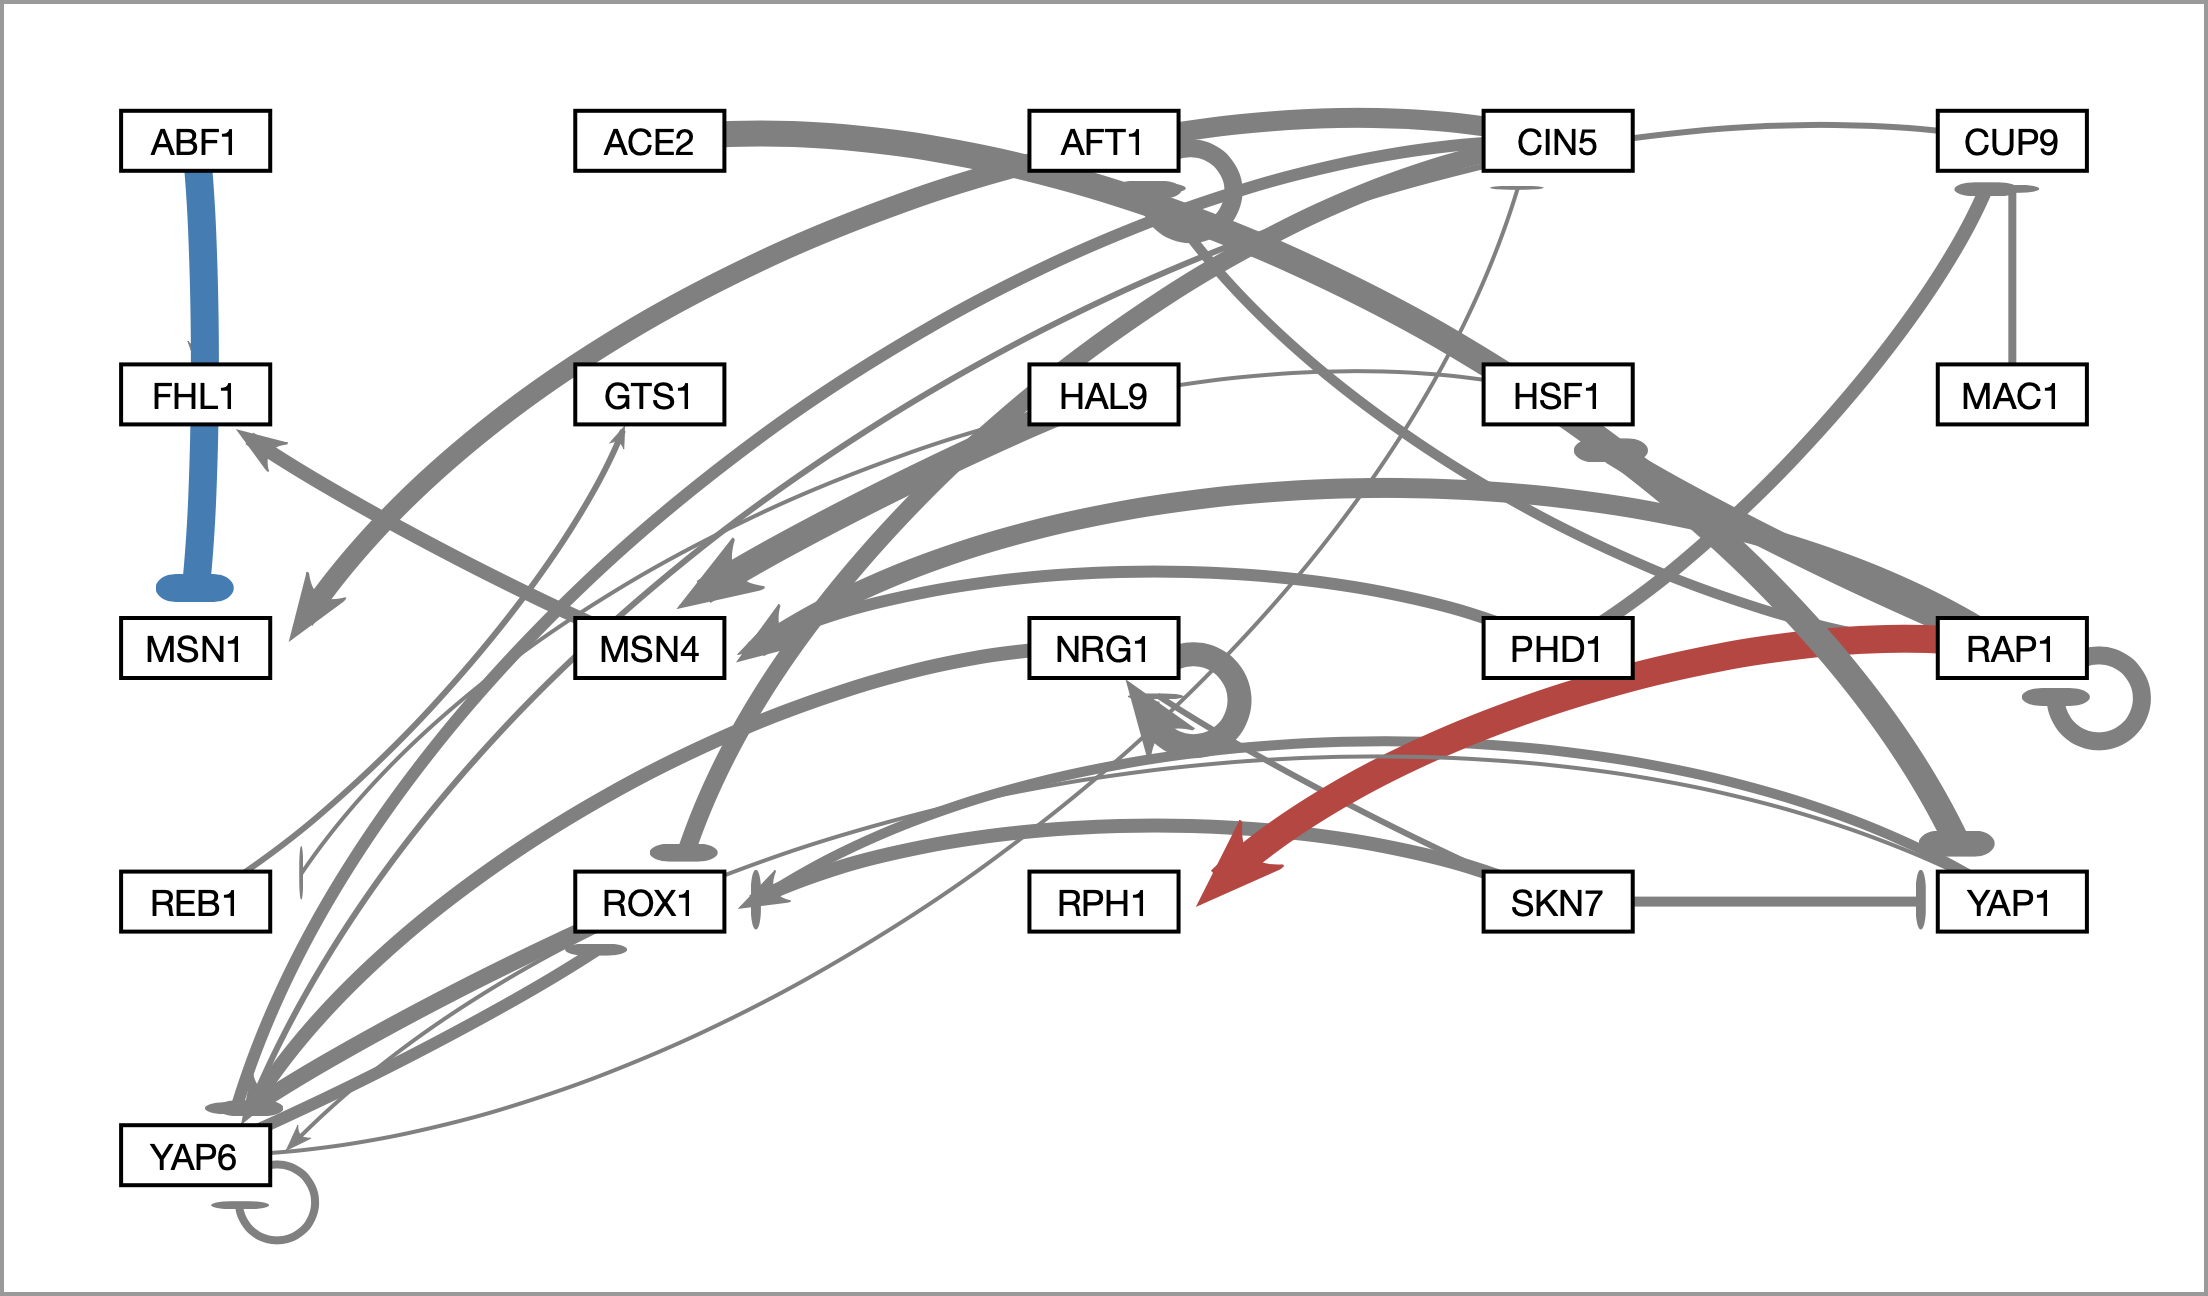 ABF1
ACE2
AFT1
CIN5
CUP9
FHL1
GTS1
HAL9
HSF1
MAC1
MSN1
MSN4
NRG1
PHD1
RAP1
REB1
ROX1
RPH1
SKN7
YAP1
YAP6